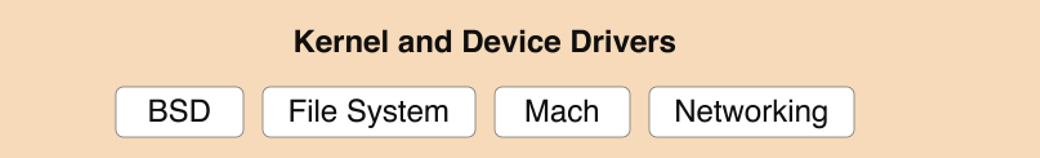 Kernel and Device Drivers
BSD File System Mach Networking